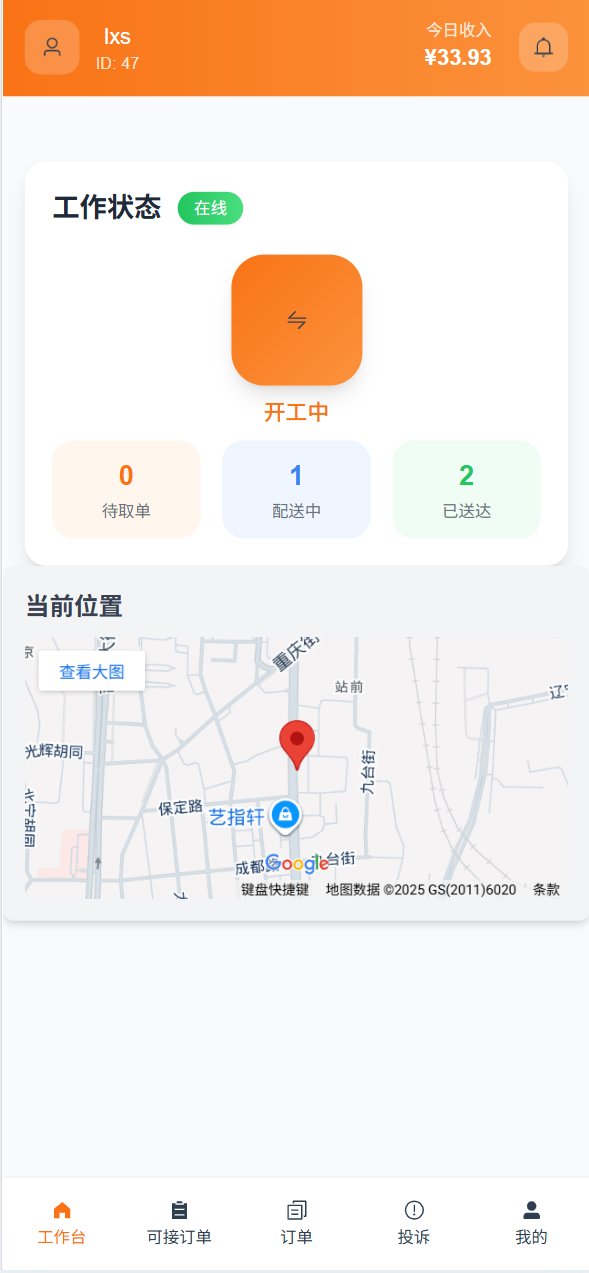 lxs
ID: 47
今日收入
¥33.93
工作状态
在线
开工中
0
待取单
1
配送中
2
已送达
当前位置
京
查看大图
重庆街
站前
光辉胡同
九台街
保定路
艺指轩
成都路
九台街
Google
键盘快捷键 地图数据 ©2025 GS(2011)6020 条款
工作台
可接订单
订单
投诉
我的